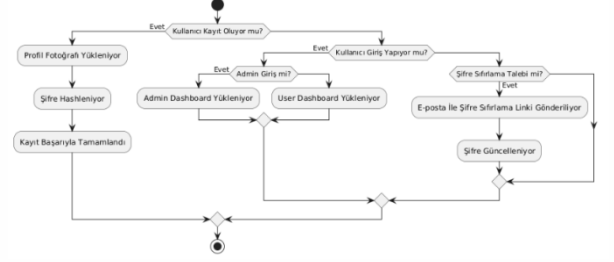 Kullanıcı Kayıt Oluyor mu?
Evet
Profil Fotoğrafı Yükleniyor
Şifre Hashleniyor
Kayıt Başarıyla Tamamlandı
Kullanıcı Giriş Yapıyor mu?
Evet
Admin Giriş mi?
Evet
Admin Dashboard Yükleniyor
User Dashboard Yükleniyor
Şifre Sıfırlama Talebi mi?
Evet
E-posta İle Şifre Sıfırlama Linki Gönderiliyor
Şifre Güncelleniyor